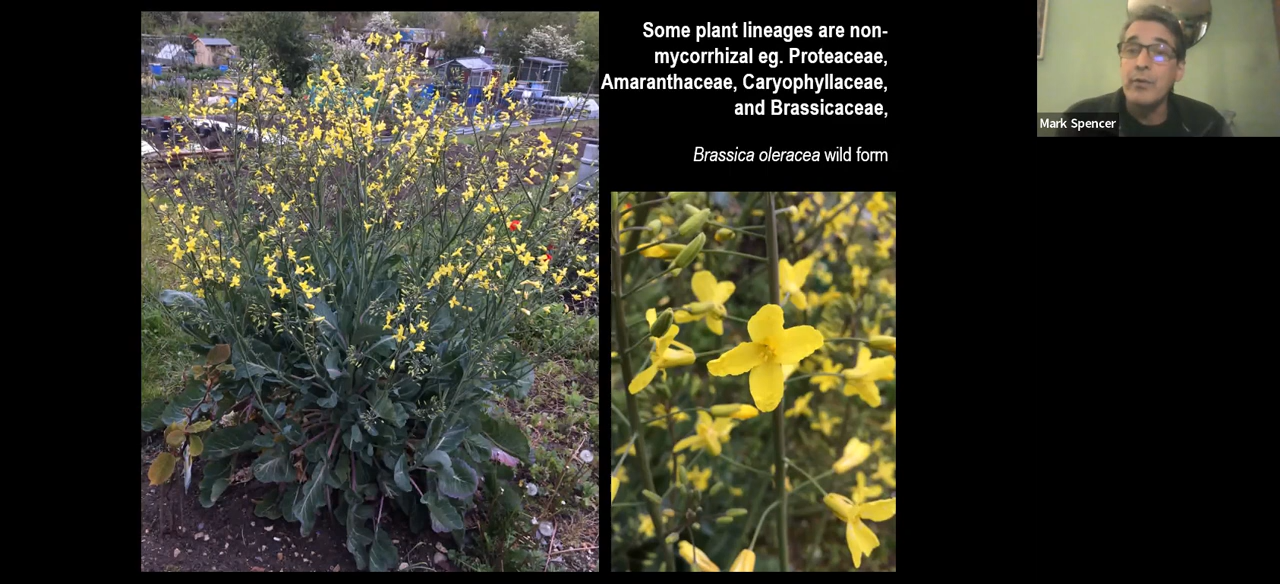 Some plant lineages are non-
mycorrhizal eg. Proteaceae,
Amaranthaceae, Caryophyllaceae,
and Brassicaceae,
Brassica oleracea wild form
Mark Spencer